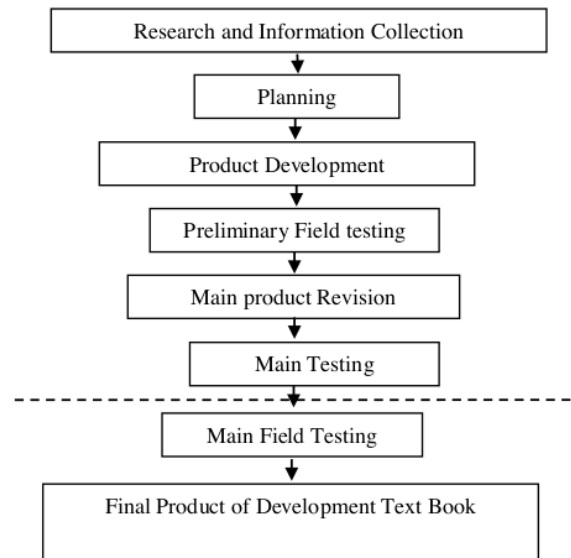 Research and Information Collection
Planning
Product Development
Preliminary Field testing
Main product Revision
Main Testing
Main Field Testing
Final Product of Development Text Book